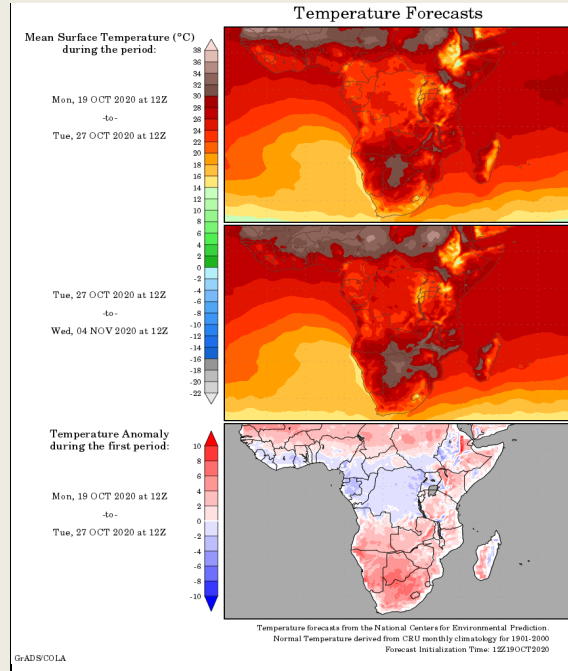 Temperature Forecasts
Mean Surface Temperature (°C)
during the period:
Mon, 19 OCT 2020 at 12Z
-to-
Tue, 27 OCT 2020 at 12Z
38
36
34
32
30
28
26
24
22
20
18
16
14
12
10
8
6
4
2
0
-2
-4
-6
-8
-10
-12
-14
-16
-18
-20
-22
Tue, 27 OCT 2020 at 12Z
-to-
Wed, 04 NOV 2020 at 12Z
Temperature Anomaly
during the first period:
Mon, 19 OCT 2020 at 12Z
-to-
Tue, 27 OCT 2020 at 12Z
10
8
6
4
2
0
-2
-4
-6
-8
-10
Temperature forecasts from the National Centers for Environmental Prediction.
Normal Temperature derived from CRU monthly climatology for 1901-2000
Forecast Initialization Time: 12Z19OCT2020
GrADS/COLA